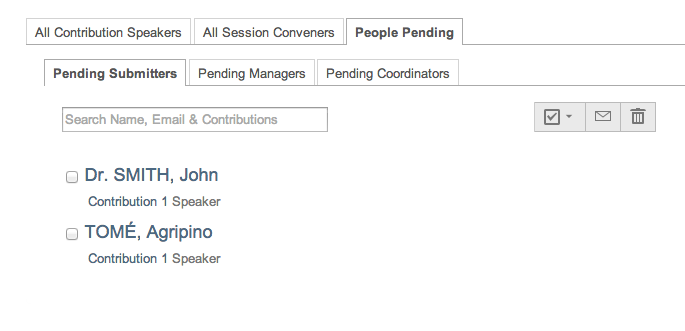 All Contribution Speakers All Session Conveners People Pending
Pending Submitters Pending Managers Pending Coordinators
Search Name, Email & Contributions
Dr. SMITH, John
Contribution 1 Speaker
TOMÉ, Agripino
Contribution 1 Speaker